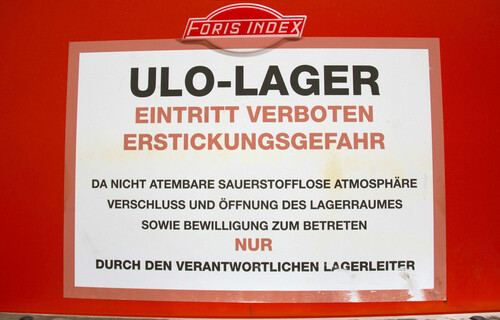 FORIS INDEX
ULO-LAGER
EINTRITT VERBOTEN
ERSTICKUNGSGEFAHR
DA NICHT ATEMBARE SAUERSTOFFLOSE ATMOSPHÄRE
VERSCHLUSS UND ÖFFNUNG DES LAGERRAUMES
SOWIE BEWILLIGUNG ZUM BETRETEN
NUR
DURCH DEN VERANTWORTLICHEN LAGERLEITER